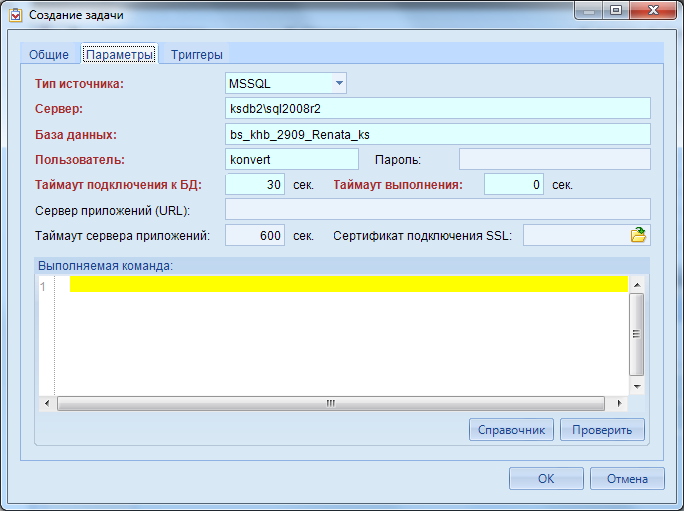 Создание задачи
Общие Параметры Триггеры
Тип источника: MSSQL
Сервер: ksdb2\sql2008r2
База данных: bs_khb_2909_Renata_ks
Пользователь: konvert Пароль:
Таймаут подключения к БД: 30 сек. Таймаут выполнения: 0 сек.
Сервер приложений (URL):
Таймаут сервера приложений: 600 сек. Сертификат подключения SSL:
Выполняемая команда:
1
Справочник Проверить
OK Отмена